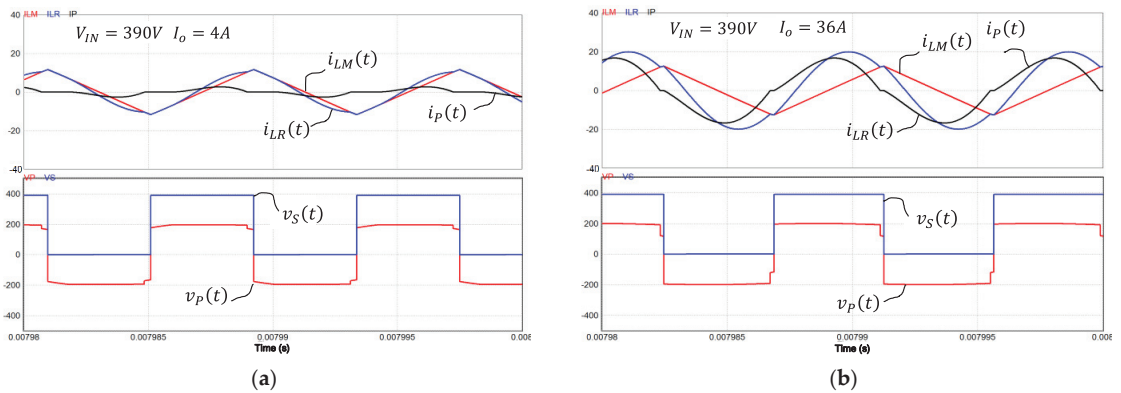 ILM ILR IP
V_IN = 390V I_o = 4A
40
20
0
-20
-40
i_LM(t)
i_P(t)
i_LR(t)
VP VS
400
200
0
-200
-400
v_S(t)
v_P(t)
0.00798 0.007985 0.00799 0.007995 0.008
Time (s)
(a)
ILM ILR IP
V_IN = 390V I_o = 36A
40
20
0
-20
40
i_P(t)
i_LM(t)
i_LR(t)
VP VS
400
200
0
-200
-400
v_S(t)
v_P(t)
0.00798 0.007985 0.00799 0.007995 0.008
Time (s)
(b)